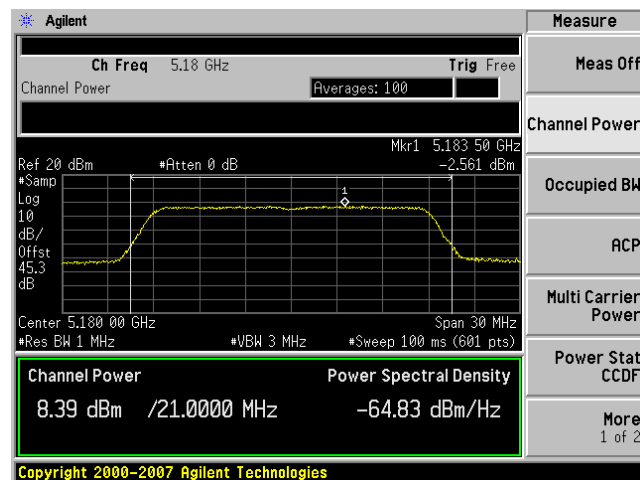 Agilent
Measure
Ch Freq 5.18 GHz Trig Free
Channel Power Averages: 100
Mkr1 5.183 50 GHz
Ref 20 dBm #Atten 0 dB -2.561 dBm
#Samp
Log
10
dB/
Offst
45.3
dB
1
Center 5.180 00 GHz Span 30 MHz
#Res BW 1 MHz #VBW 3 MHz #Sweep 100 ms (601 pts)
Channel Power Power Spectral Density
8.39 dBm /21.0000 MHz -64.83 dBm/Hz
Meas Off
Channel Power
Occupied BW
ACP
Multi Carrier
Power
Power Stat
CCDF
More
1 of 2
Copyright 2000-2007 Agilent Technologies